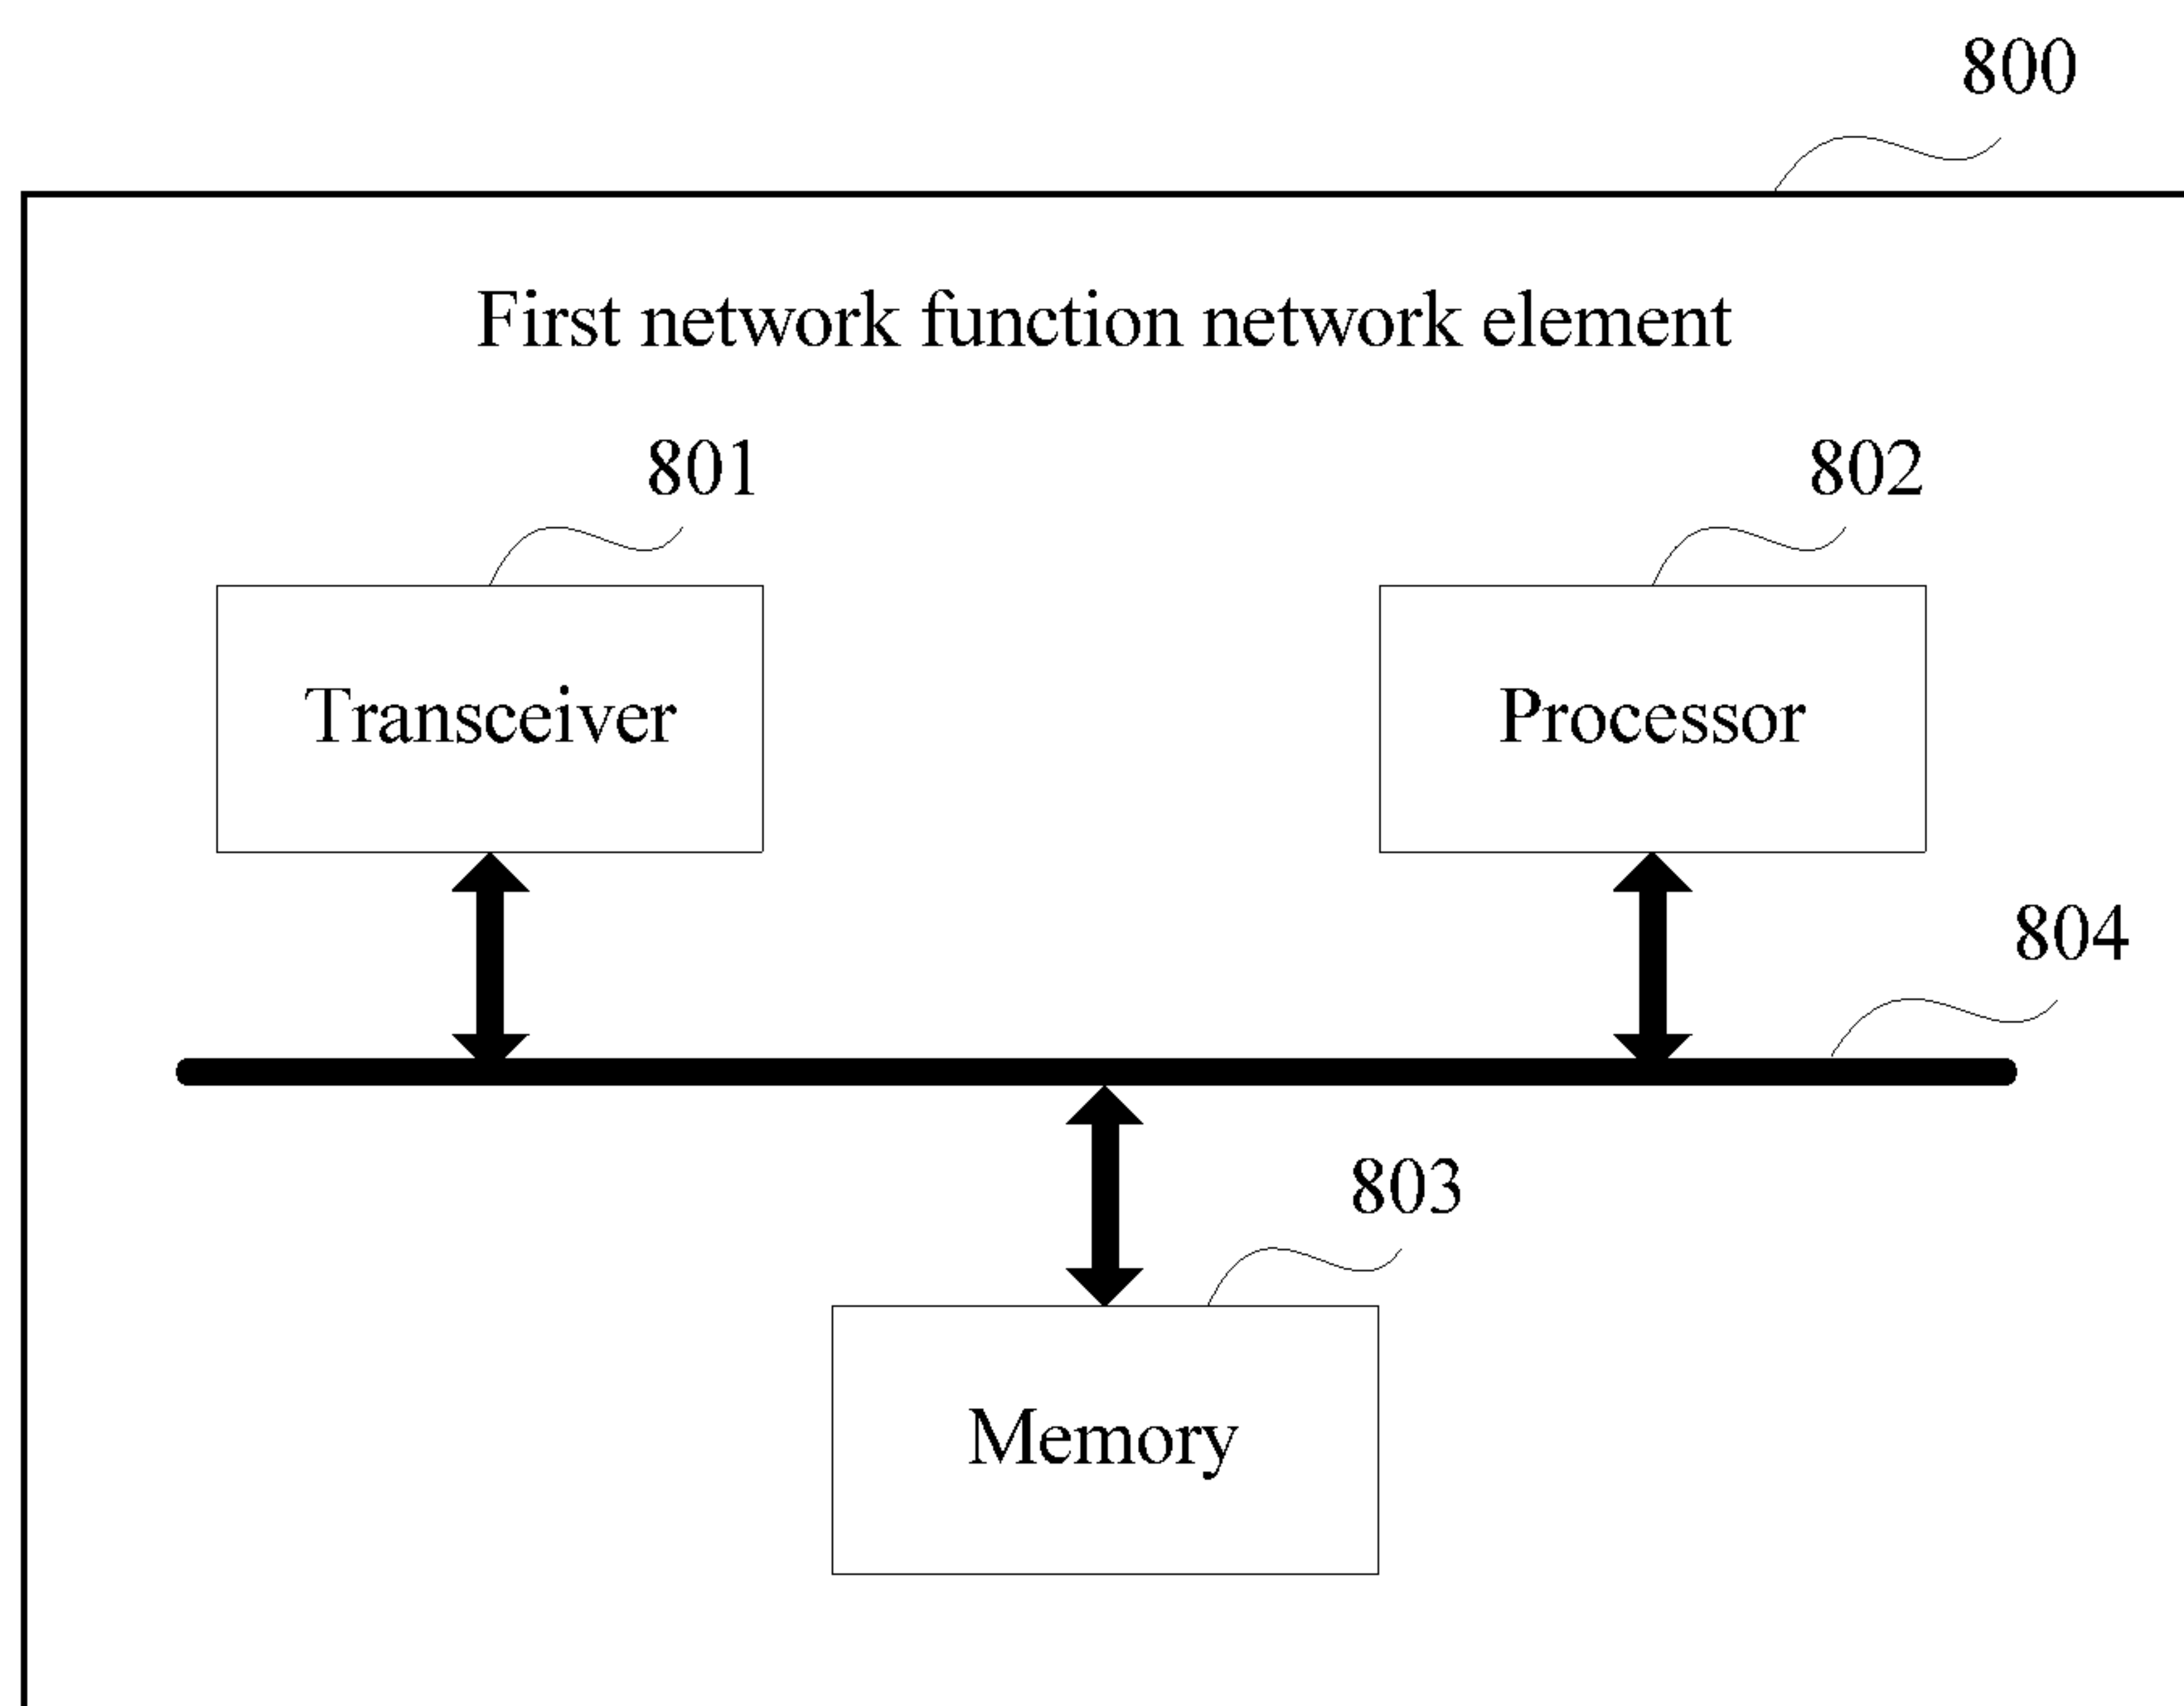 800
First network function network element
801
802
Transceiver
Processor
804
803
Memory